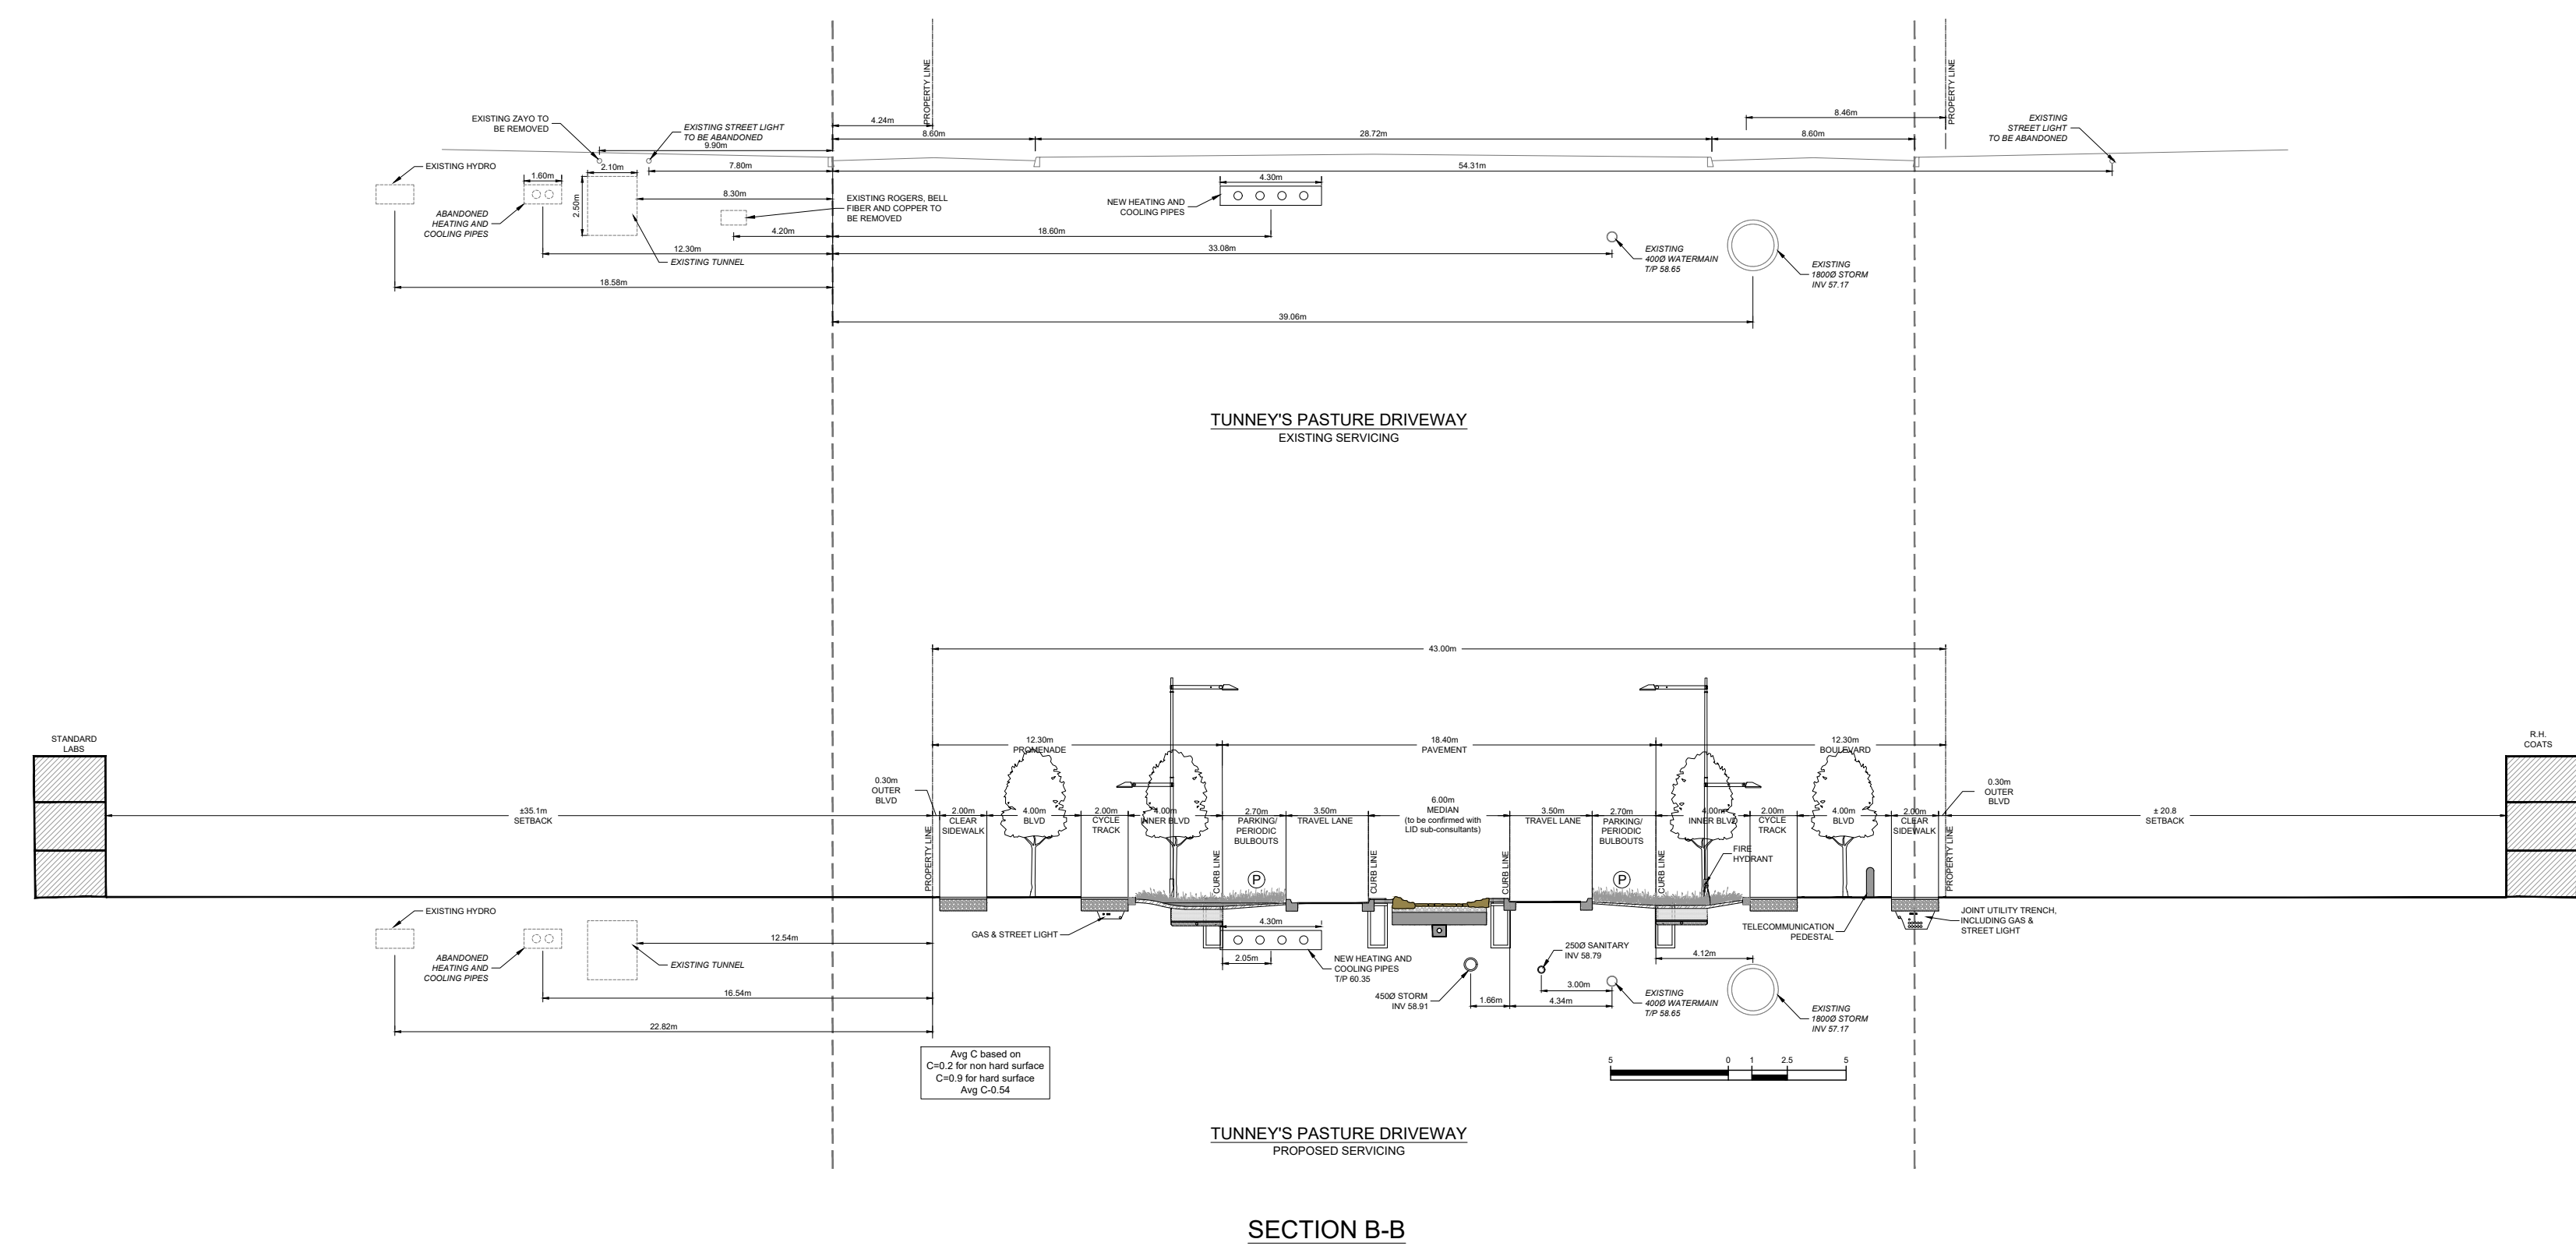 PROPERTY LINE
PROPERTY LINE
4.24m
8.46m
EXISTING ZAYO TO
BE REMOVED
EXISTING STREET LIGHT
TO BE ABANDONED
EXISTING
STREET LIGHT
TO BE ABANDONED
8.60m
28.72m
8.60m
9.90m
EXISTING HYDRO
2.10m
7.80m
54.31m
1.60m
4.30m
2.50m
8.30m
EXISTING ROGERS, BELL
FIBER AND COPPER TO
BE REMOVED
NEW HEATING AND
COOLING PIPES
ABANDONED
HEATING AND
COOLING PIPES
4.20m
18.60m
12.30m
33.08m
EXISTING TUNNEL
EXISTING
400Ø WATERMAIN
T/P 58.65
EXISTING
1800Ø STORM
INV 57.17
18.58m
39.06m
TUNNEY'S PASTURE DRIVEWAY
EXISTING SERVICING
43.00m
STANDARD
LABS
R.H.
COATS
12.30m
PROMENADE
18.40m
PAVEMENT
12.30m
BOULEVARD
0.30m
OUTER
BLVD
0.30m
OUTER
BLVD
±35.1m
SETBACK
2.00m
CLEAR
SIDEWALK
4.00m
BLVD
2.00m
CYCLE
TRACK
4.00m
INNER BLVD
2.70m
PARKING/
PERIODIC
BULBOUTS
3.50m
TRAVEL LANE
6.00m
MEDIAN
(to be confirmed with
LID sub-consultants)
3.50m
TRAVEL LANE
2.70m
PARKING/
PERIODIC
BULBOUTS
4.00m
INNER BLVD
2.00m
CYCLE
TRACK
4.00m
BLVD
2.00m
CLEAR
SIDEWALK
± 20.8
SETBACK
PROPERTY LINE
CURB LINE
CURB LINE
CURB LINE
CURB LINE
PROPERTY LINE
FIRE
HYDRANT
P
P
EXISTING HYDRO
GAS & STREET LIGHT
4.30m
TELECOMMUNICATION
PEDESTAL
JOINT UTILITY TRENCH,
INCLUDING GAS &
STREET LIGHT
12.54m
ABANDONED
HEATING AND
COOLING PIPES
EXISTING TUNNEL
2.05m
NEW HEATING AND
COOLING PIPES
T/P 60.35
250Ø SANITARY
INV 58.79
4.12m
3.00m
16.54m
450Ø STORM
INV 58.91
1.66m
4.34m
EXISTING
400Ø WATERMAIN
T/P 58.65
EXISTING
1800Ø STORM
INV 57.17
22.82m
Avg C based on
C=0.2 for non hard surface
C=0.9 for hard surface
Avg C-0.54
5 0 1 2.5 5
TUNNEY'S PASTURE DRIVEWAY
PROPOSED SERVICING
SECTION B-B